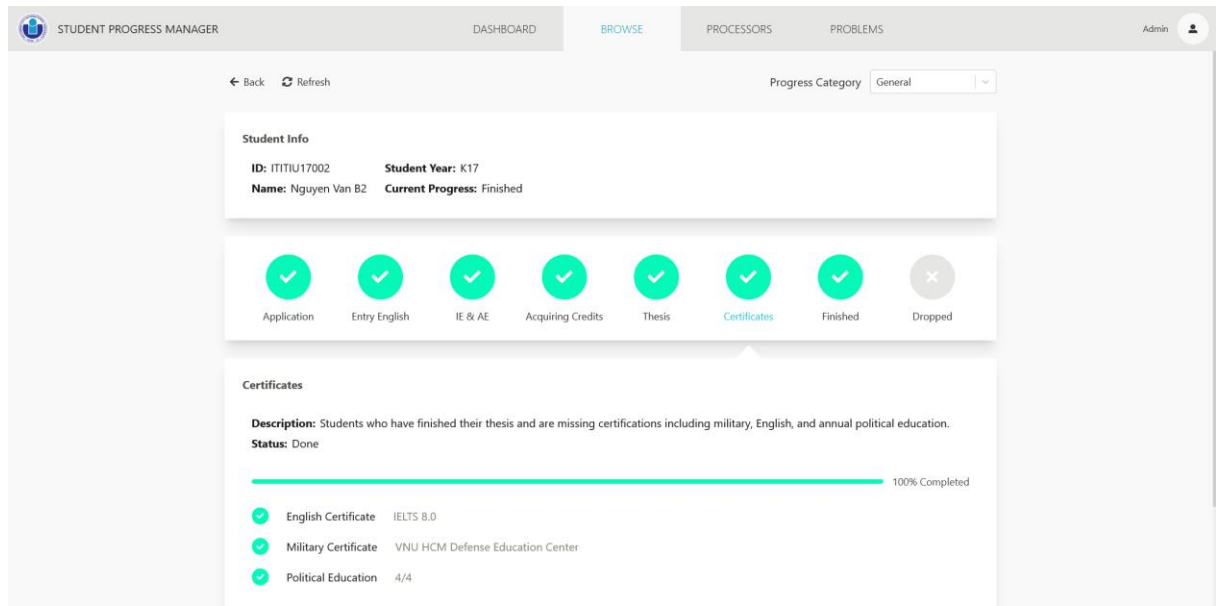 STUDENT PROGRESS MANAGER DASHBOARD BROWSE PROCESSORS PROBLEMS Admin
Back Refresh Progress Category General
Student Info
ID: ITITIU17002 Student Year: K17
Name: Nguyen Van B2 Current Progress: Finished
Application Entry English IE & AE Acquiring Credits Thesis Certificates Finished Dropped
Certificates
Description: Students who have finished their thesis and are missing certifications including military, English, and annual political education.
Status: Done
100% Completed
English Certificate IELTS 8.0
Military Certificate VNU HCM Defense Education Center
Political Education 4/4